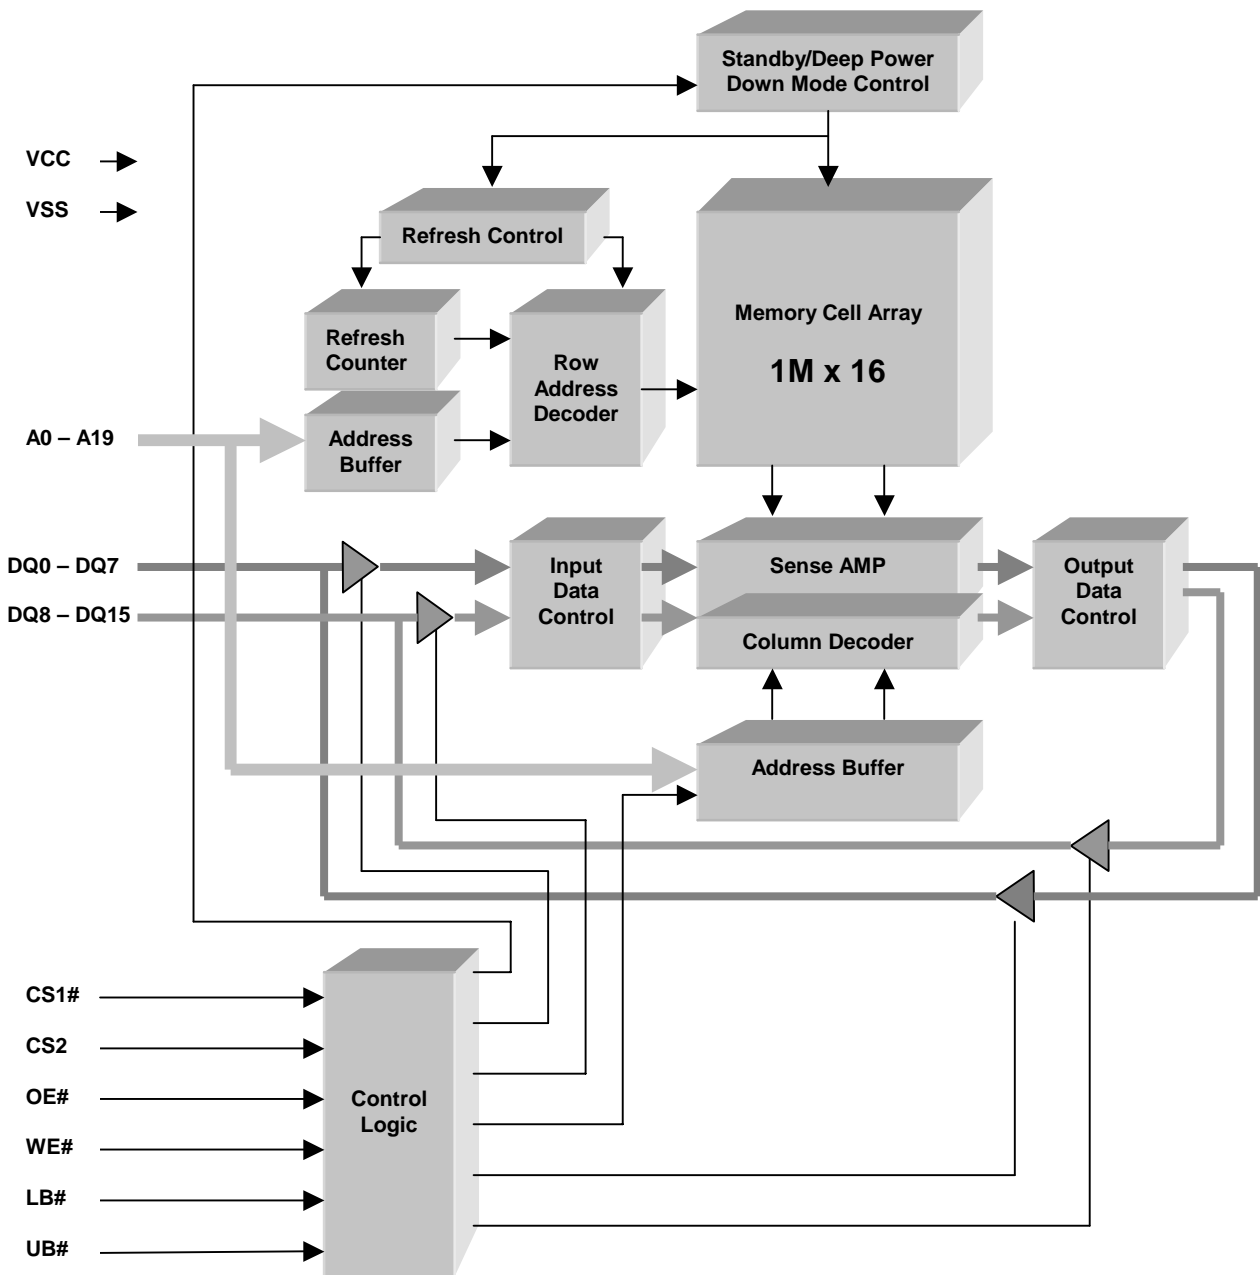 Standby/Deep Power
Down Mode Control
VCC
VSS
Refresh Control
Memory Cell Array
1M x 16
Refresh
Counter
Row
Address
Decoder
A0 – A19
Address
Buffer
DQ0 – DQ7
DQ8 – DQ15
Input
Data
Control
Sense AMP
Column Decoder
Output
Data
Control
Address Buffer
CS1#
CS2
OE#
WE#
LB#
UB#
Control
Logic